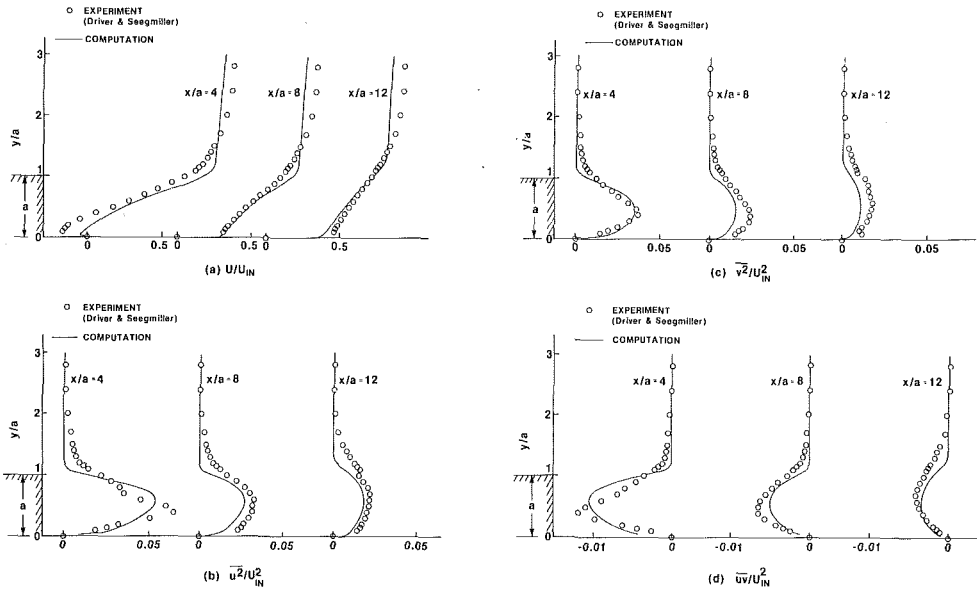 EXPERIMENT
(Driver & Seegmiller)
COMPUTATION
3
2
1
0
y/a
a
x/a=4
x/a=8
x/a=12
0
0.5
0
0.5
0
0.5
(a) U/U_IN
EXPERIMENT
(Driver & Seegmiller)
COMPUTATION
3
2
1
0
y/a
a
x/a=4
x/a=8
x/a=12
0
0.05
0
0.05
0
0.05
(b) u²/U²_IN
EXPERIMENT
(Driver & Seegmiller)
COMPUTATION
3
2
1
0
y/a
a
x/a=4
x/a=8
x/a=12
0
0.05
0
0.05
0
0.05
(c) v²/U²_IN
EXPERIMENT
(Driver & Seegmiller)
COMPUTATION
3
2
1
0
y/a
a
x/a=4
x/a=8
x/a=12
-0.01
0
-0.01
0
-0.01
0
(d) uv/U²_IN